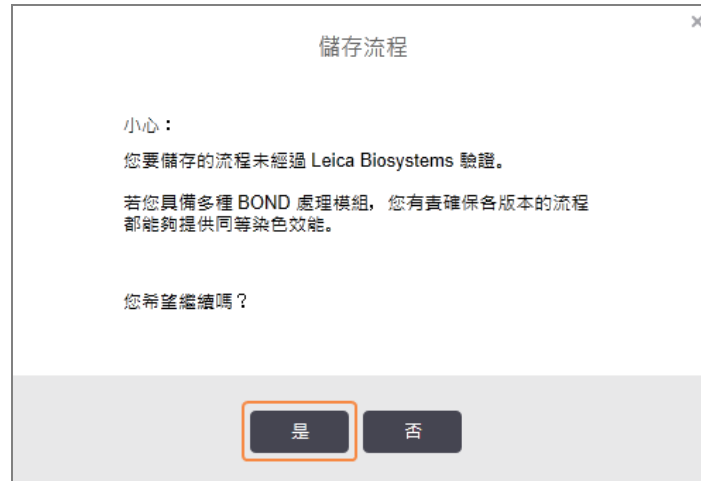 儲存流程
小心：
您要儲存的流程未經過 Leica Biosystems 驗證。
若您具備多種 BOND 處理模組，您有責確保各版本的流程
都能夠提供同等染色效能。
您希望繼續嗎？
是
否